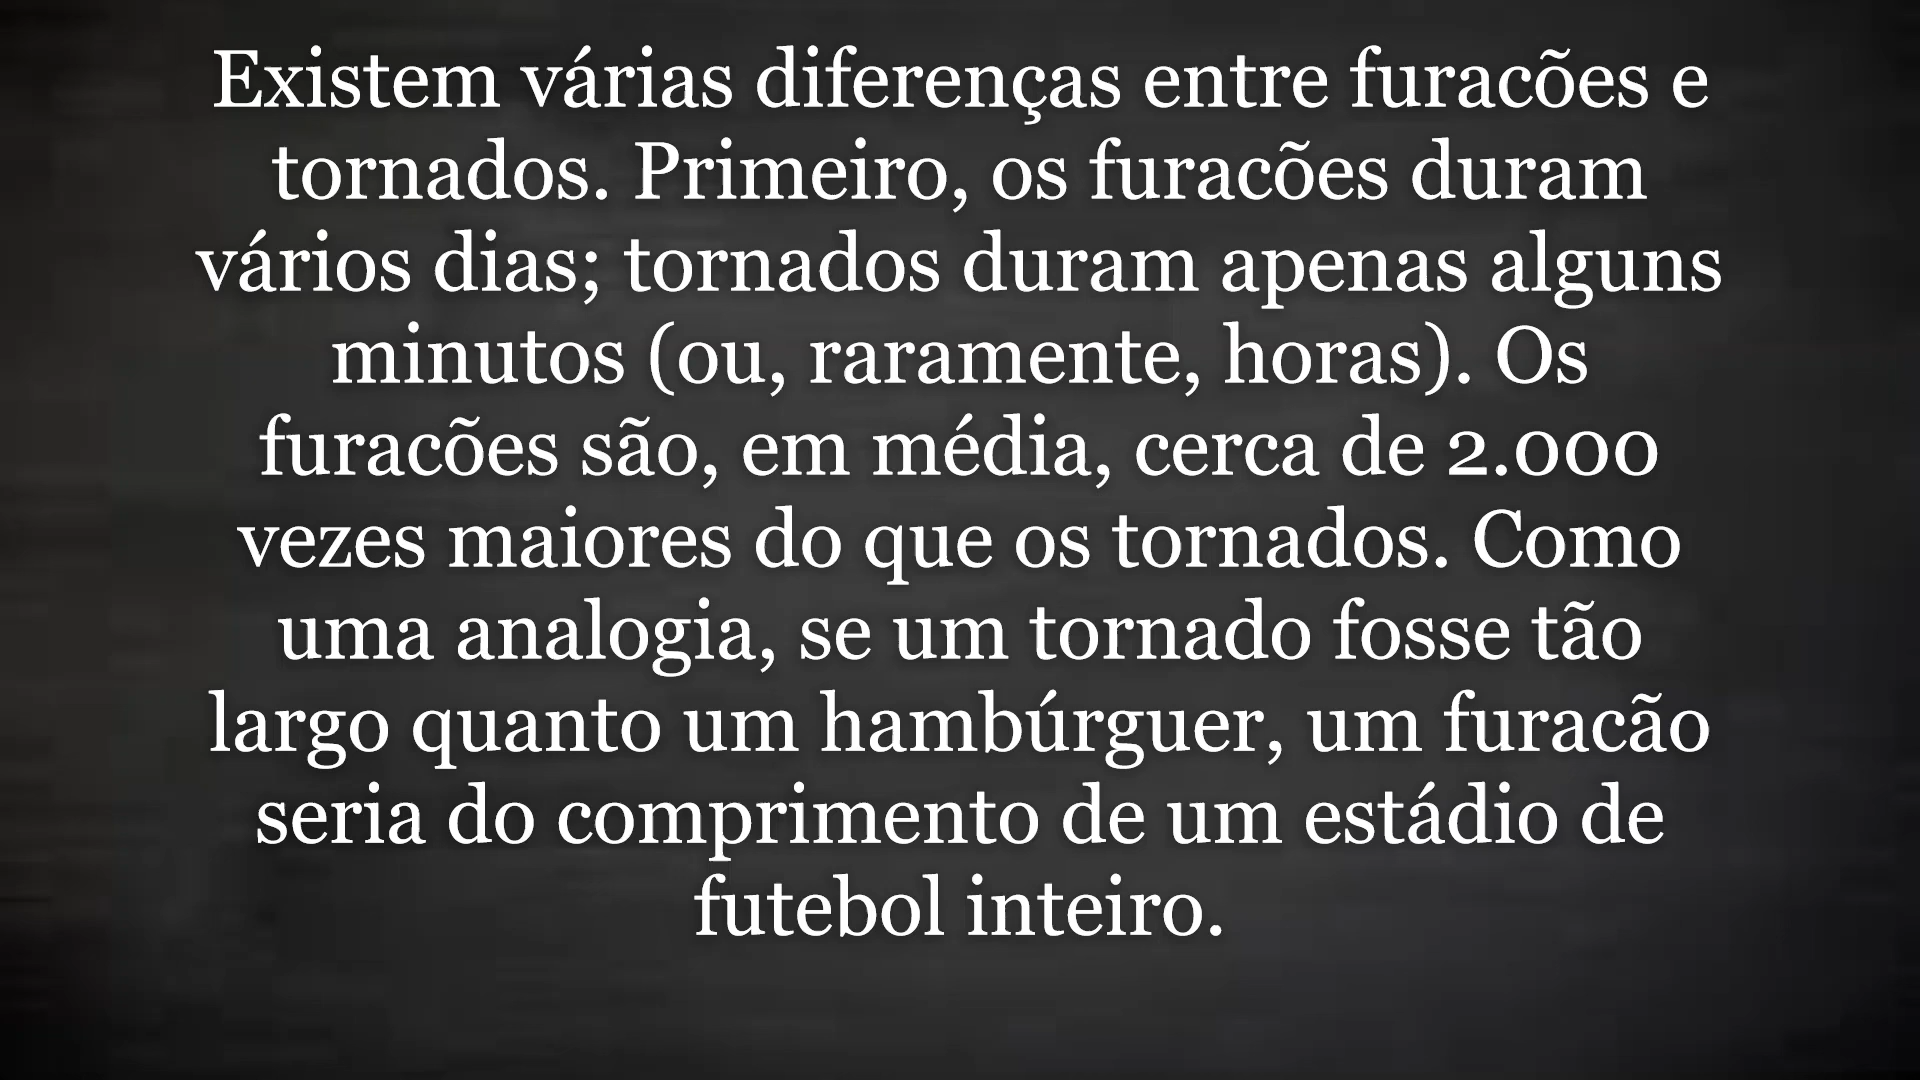 Existem várias diferenças entre furacões e
tornados. Primeiro, os furacões duram
vários dias; tornados duram apenas alguns
minutos (ou, raramente, horas). Os
furacões são, em média, cerca de 2.000
vezes maiores do que os tornados. Como
uma analogia, se um tornado fosse tão
largo quanto um hambúrguer, um furacão
seria do comprimento de um estádio de
futebol inteiro.